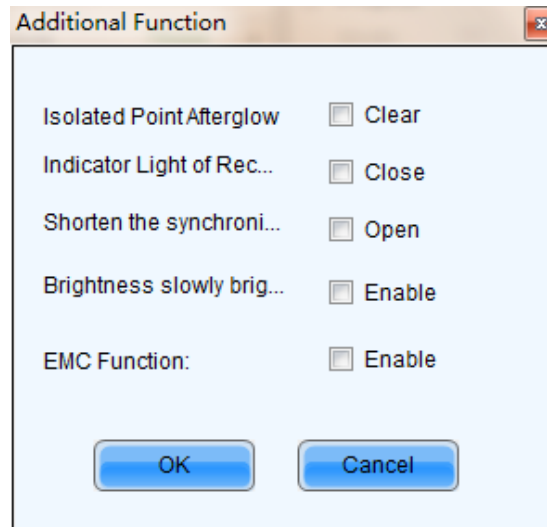 Additional Function
x
Isolated Point Afterglow Clear
Indicator Light of Rec... Close
Shorten the synchroni... Open
Brightness slowly brig... Enable
EMC Function: Enable
OK Cancel